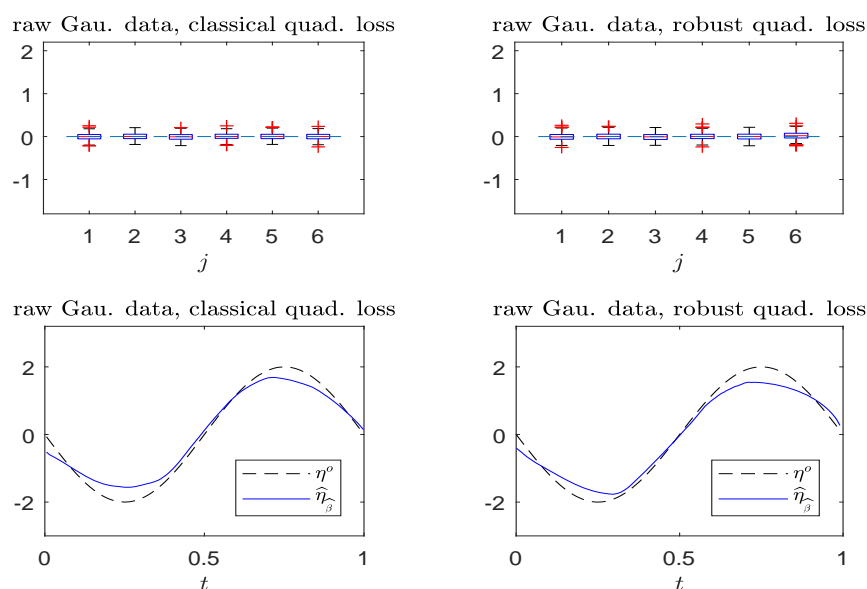 raw Gau. data, classical quad. loss
2
1
0
-1
1 2 3 4 5 6
j
raw Gau. data, robust quad. loss
2
1
0
-1
1 2 3 4 5 6
j
raw Gau. data, classical quad. loss
2
0
-2
0 0.5 1
t
η^o
η̂_β̂
raw Gau. data, robust quad. loss
2
0
-2
0 0.5 1
t
η^o
η̂_β̂